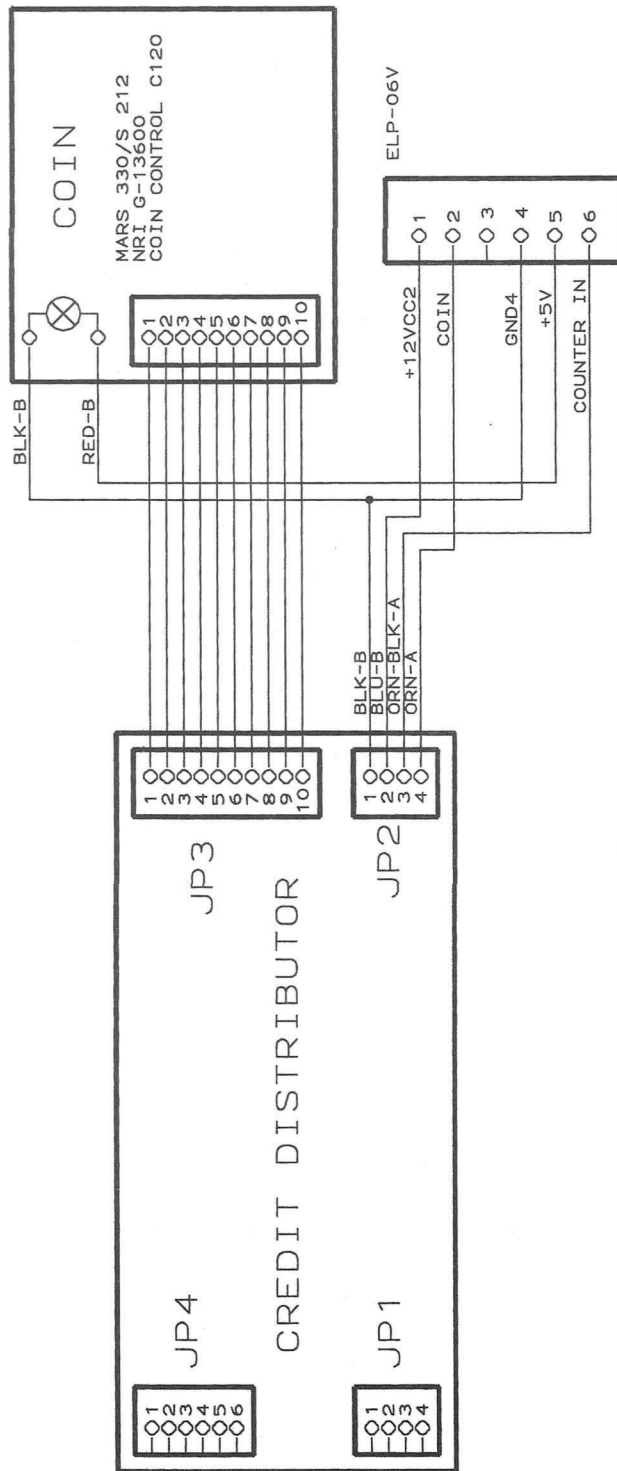 COIN
MARS 330/S 212
NRI G-13600
COIN CONTROL C120
1
2
3
4
5
6
7
8
9
10
BLK-B
RED-B
ELP-06V
1
2
3
4
5
6
+12VCC2
COIN
GND4
+5V
COUNTER IN
BLK-B
BLU-B
ORN-BLK-A
ORN-A
1
2
3
4
5
6
7
8
9
10
JP3
1
2
3
4
JP2
CREDIT DISTRIBUTOR
JP4
1
2
3
4
5
6
JP1
1
2
3
4